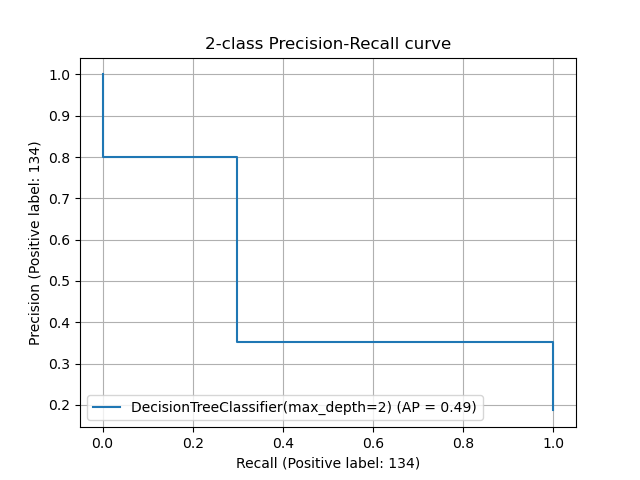 2-class Precision-Recall curve
Precision (Positive label: 134)
1.0
0.9
0.8
0.7
0.6
0.5
0.4
0.3
0.2
DecisionTreeClassifier(max_depth=2) (AP = 0.49)
0.0 0.2 0.4 0.6 0.8 1.0
Recall (Positive label: 134)